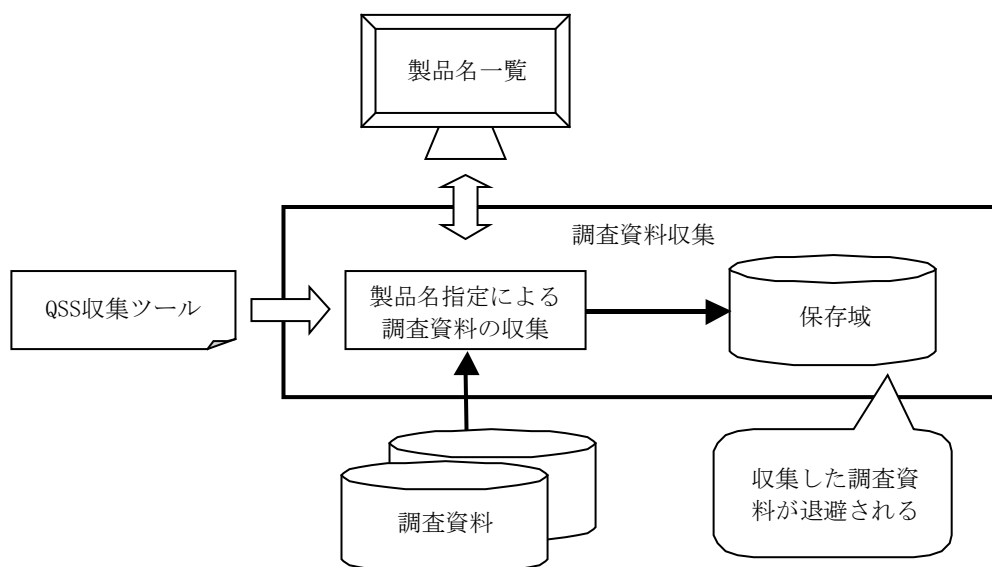 製品名一覧
調査資料収集
QSS収集ツール
製品名指定による
調査資料の収集
保存域
調査資料
収集した調査資
料が退避される